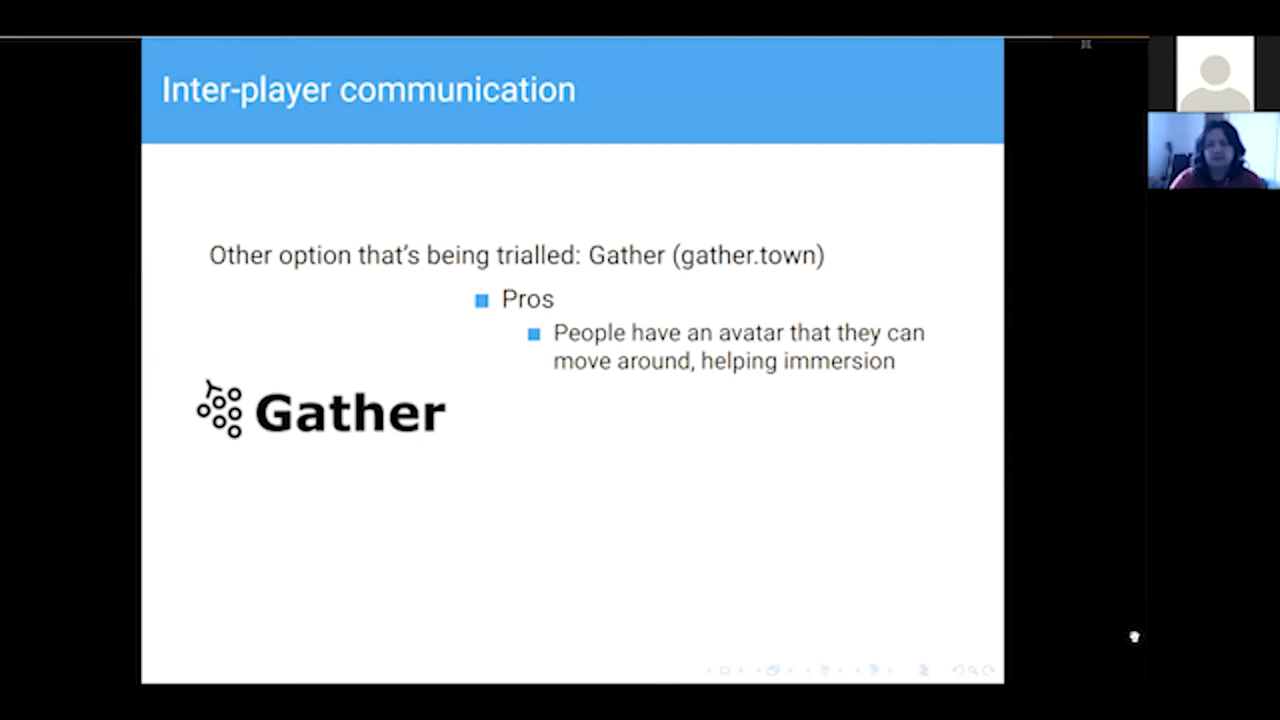 Inter-player communication
Other option that's being trialled: Gather (gather.town)
Pros
People have an avatar that they can
move around, helping immersion
Gather